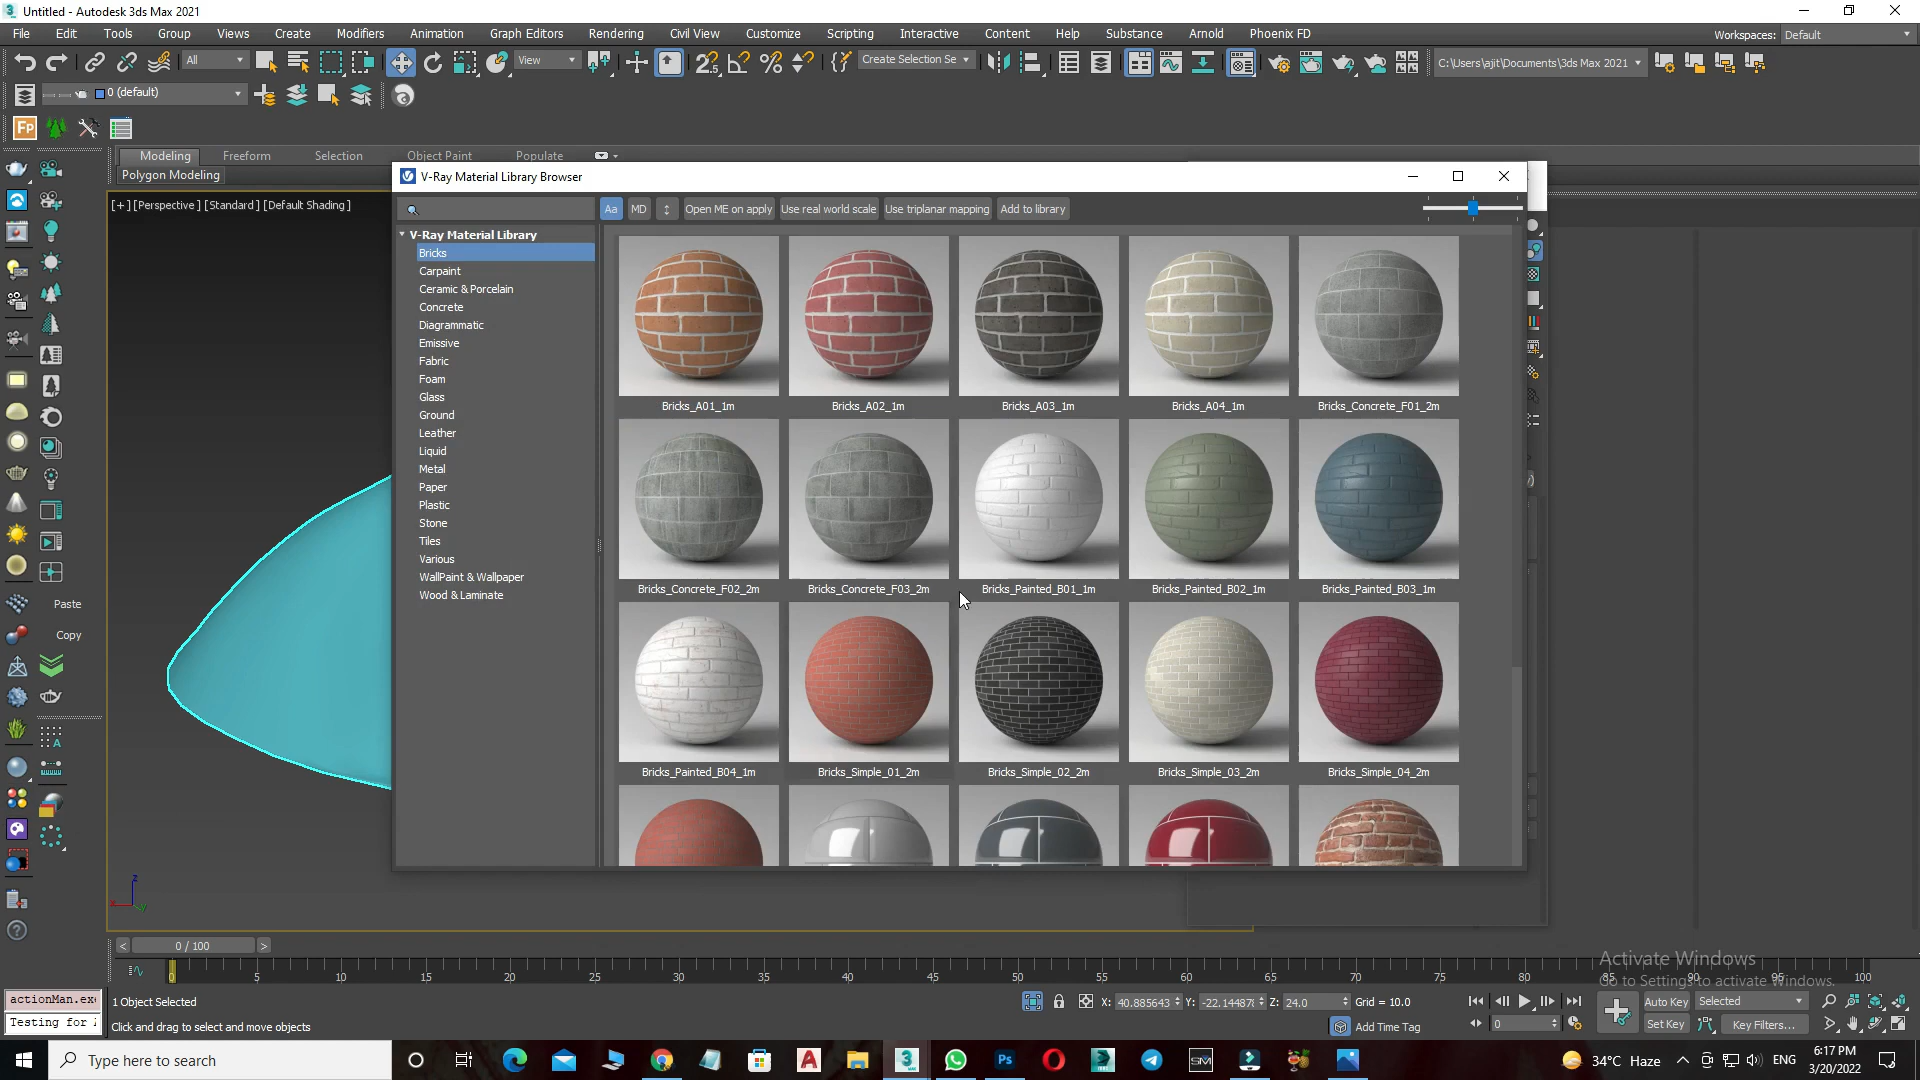 Untitled - Autodesk 3ds Max 2021
File Edit Tools Group Views Create Modifiers Animation Graph Editors Rendering Civil View Customize Scripting Interactive Content Help Substance Arnold Phoenix FD
Workspaces: Default
All View Create Selection Se C:\Users\ajit\Documents\3ds Max 2021
0 (default)
Fp
Modeling Freeform Selection Object Paint Populate
Polygon Modeling
[+] [Perspective] [Standard] [Default Shading]
V-Ray Material Library Browser
Aa MD Open ME on apply Use real world scale Use triplanar mapping Add to library
V-Ray Material Library
Bricks
Carpaint
Ceramic & Porcelain
Concrete
Diagrammatic
Emissive
Fabric
Foam
Glass
Ground
Leather
Liquid
Metal
Paper
Plastic
Stone
Tiles
Various
WallPaint & Wallpaper
Wood & Laminate
Bricks_A01_1m Bricks_A02_1m Bricks_A03_1m Bricks_A04_1m Bricks_Concrete_F01_2m
Bricks_Concrete_F02_2m Bricks_Concrete_F03_2m Bricks_Painted_B01_1m Bricks_Painted_B02_1m Bricks_Painted_B03_1m
Bricks_Painted_B04_1m Bricks_Simple_01_2m Bricks_Simple_02_2m Bricks_Simple_03_2m Bricks_Simple_04_2m
Paste
Copy
z
x
y
< 0 / 100 >
0 5 10 15 20 25 30 35 40 45 50 55 60 65 70 75 80 85 90 95 100
Activate Windows
Go to Settings to activate Windows.
actionMan.exe
Testing for
1 Object Selected
Click and drag to select and move objects
X: 40.885643 Y: -22.14487 Z: 24.0 Grid = 10.0
Add Time Tag
0
Auto Key Selected
Set Key Key Filters...
Type here to search
Ps
SM
34°C Haze
ENG
6:17 PM
3/20/2022